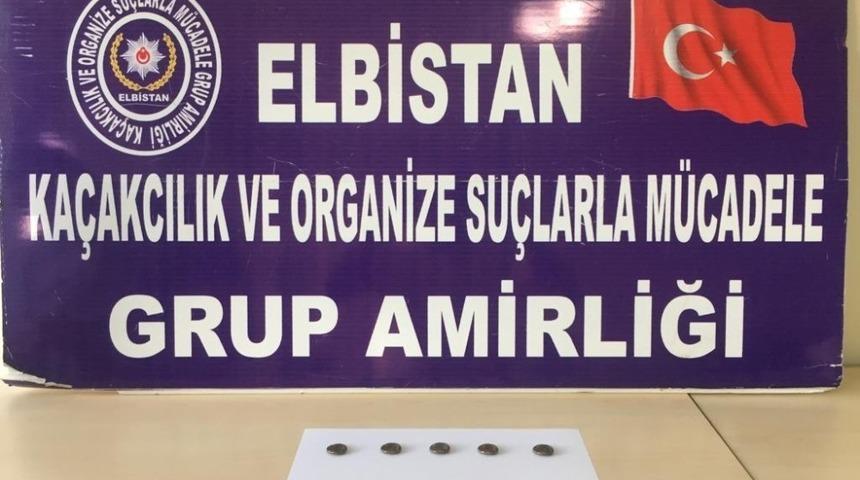 KAÇAKCILIK VE ORGANİZE SUÇLARLA MÜCADELE GRUP AMİRLİĞİ
ELBİSTAN
ELBİSTAN
KAÇAKCILIK VE ORGANİZE SUÇLARLA MÜCADELE
GRUP AMİRLİĞİ